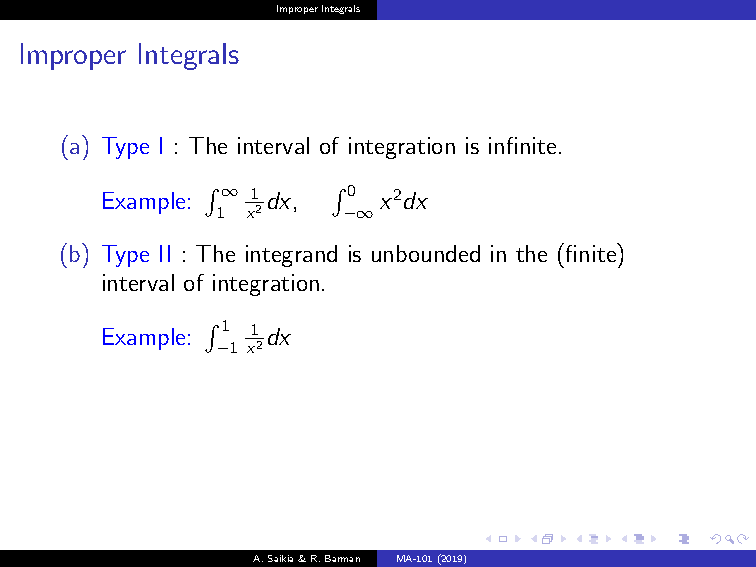 Improper Integrals
Improper Integrals
(a) Type I : The interval of integration is infinite.
Example: ∫₁^∞ 1/x² dx, ∫₋∞^0 x² dx
(b) Type II : The integrand is unbounded in the (finite)
interval of integration.
Example: ∫₋₁^1 1/x² dx
A. Saikia & R. Barman MA-101 (2019)